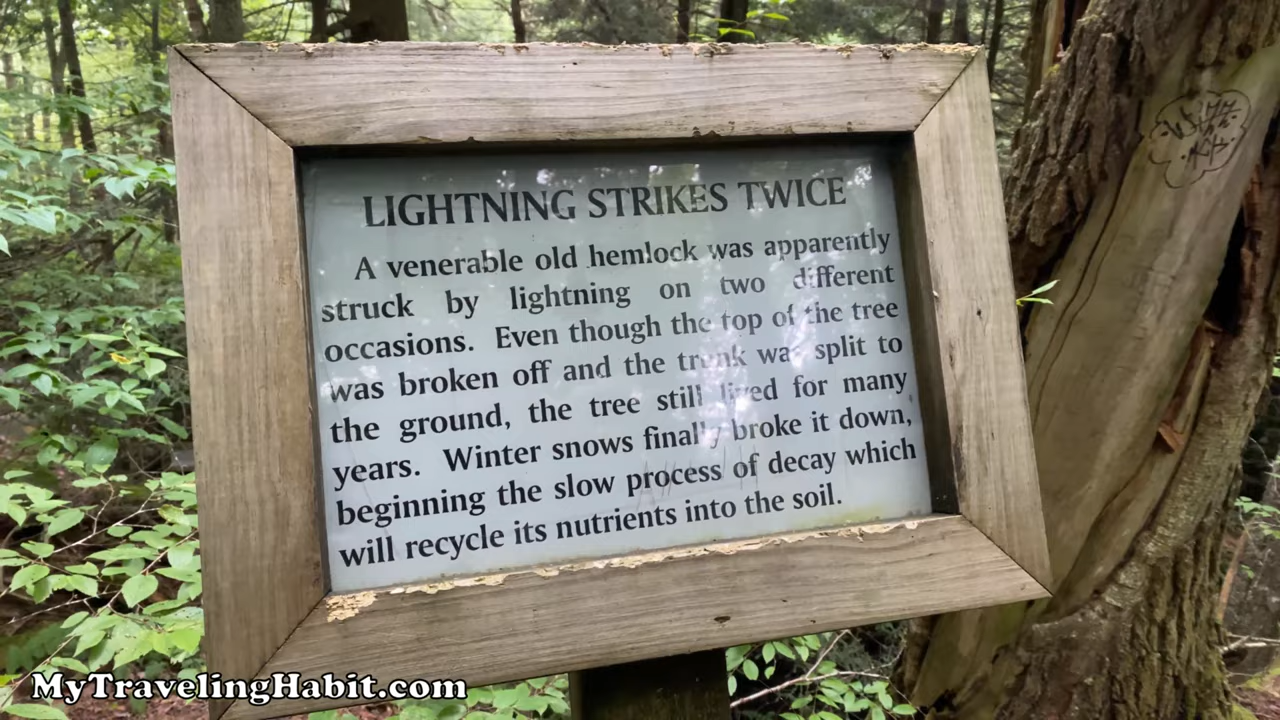 LIGHTNING STRIKES TWICE
A venerable old hemlock was apparently
struck by lightning on two different
occasions. Even though the top of the tree
was broken off and the trunk was split to
the ground, the tree still lived for many
years. Winter snows finally broke it down,
beginning the slow process of decay which
will recycle its nutrients into the soil.
MyTravelingHabit.com